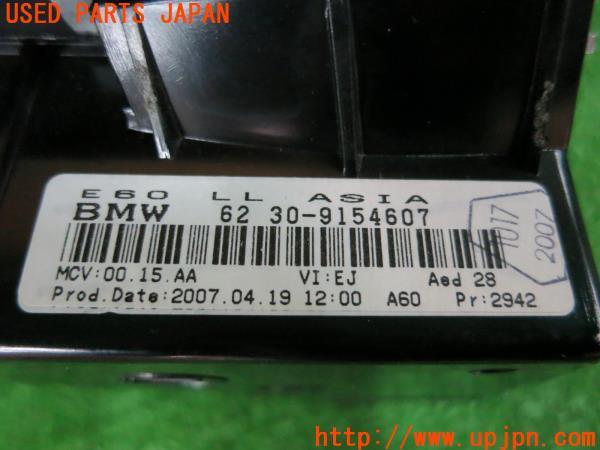 USED PARTS JAPAN
E60 LL ASIA
BMW 62 30-9154607
1017
2007
MCV:00.15.AA VI:EJ Aed 28
Prod.Date:2007.04.19 12:00 A60 Pr:2942
UPJ http://www.upjpn.com/